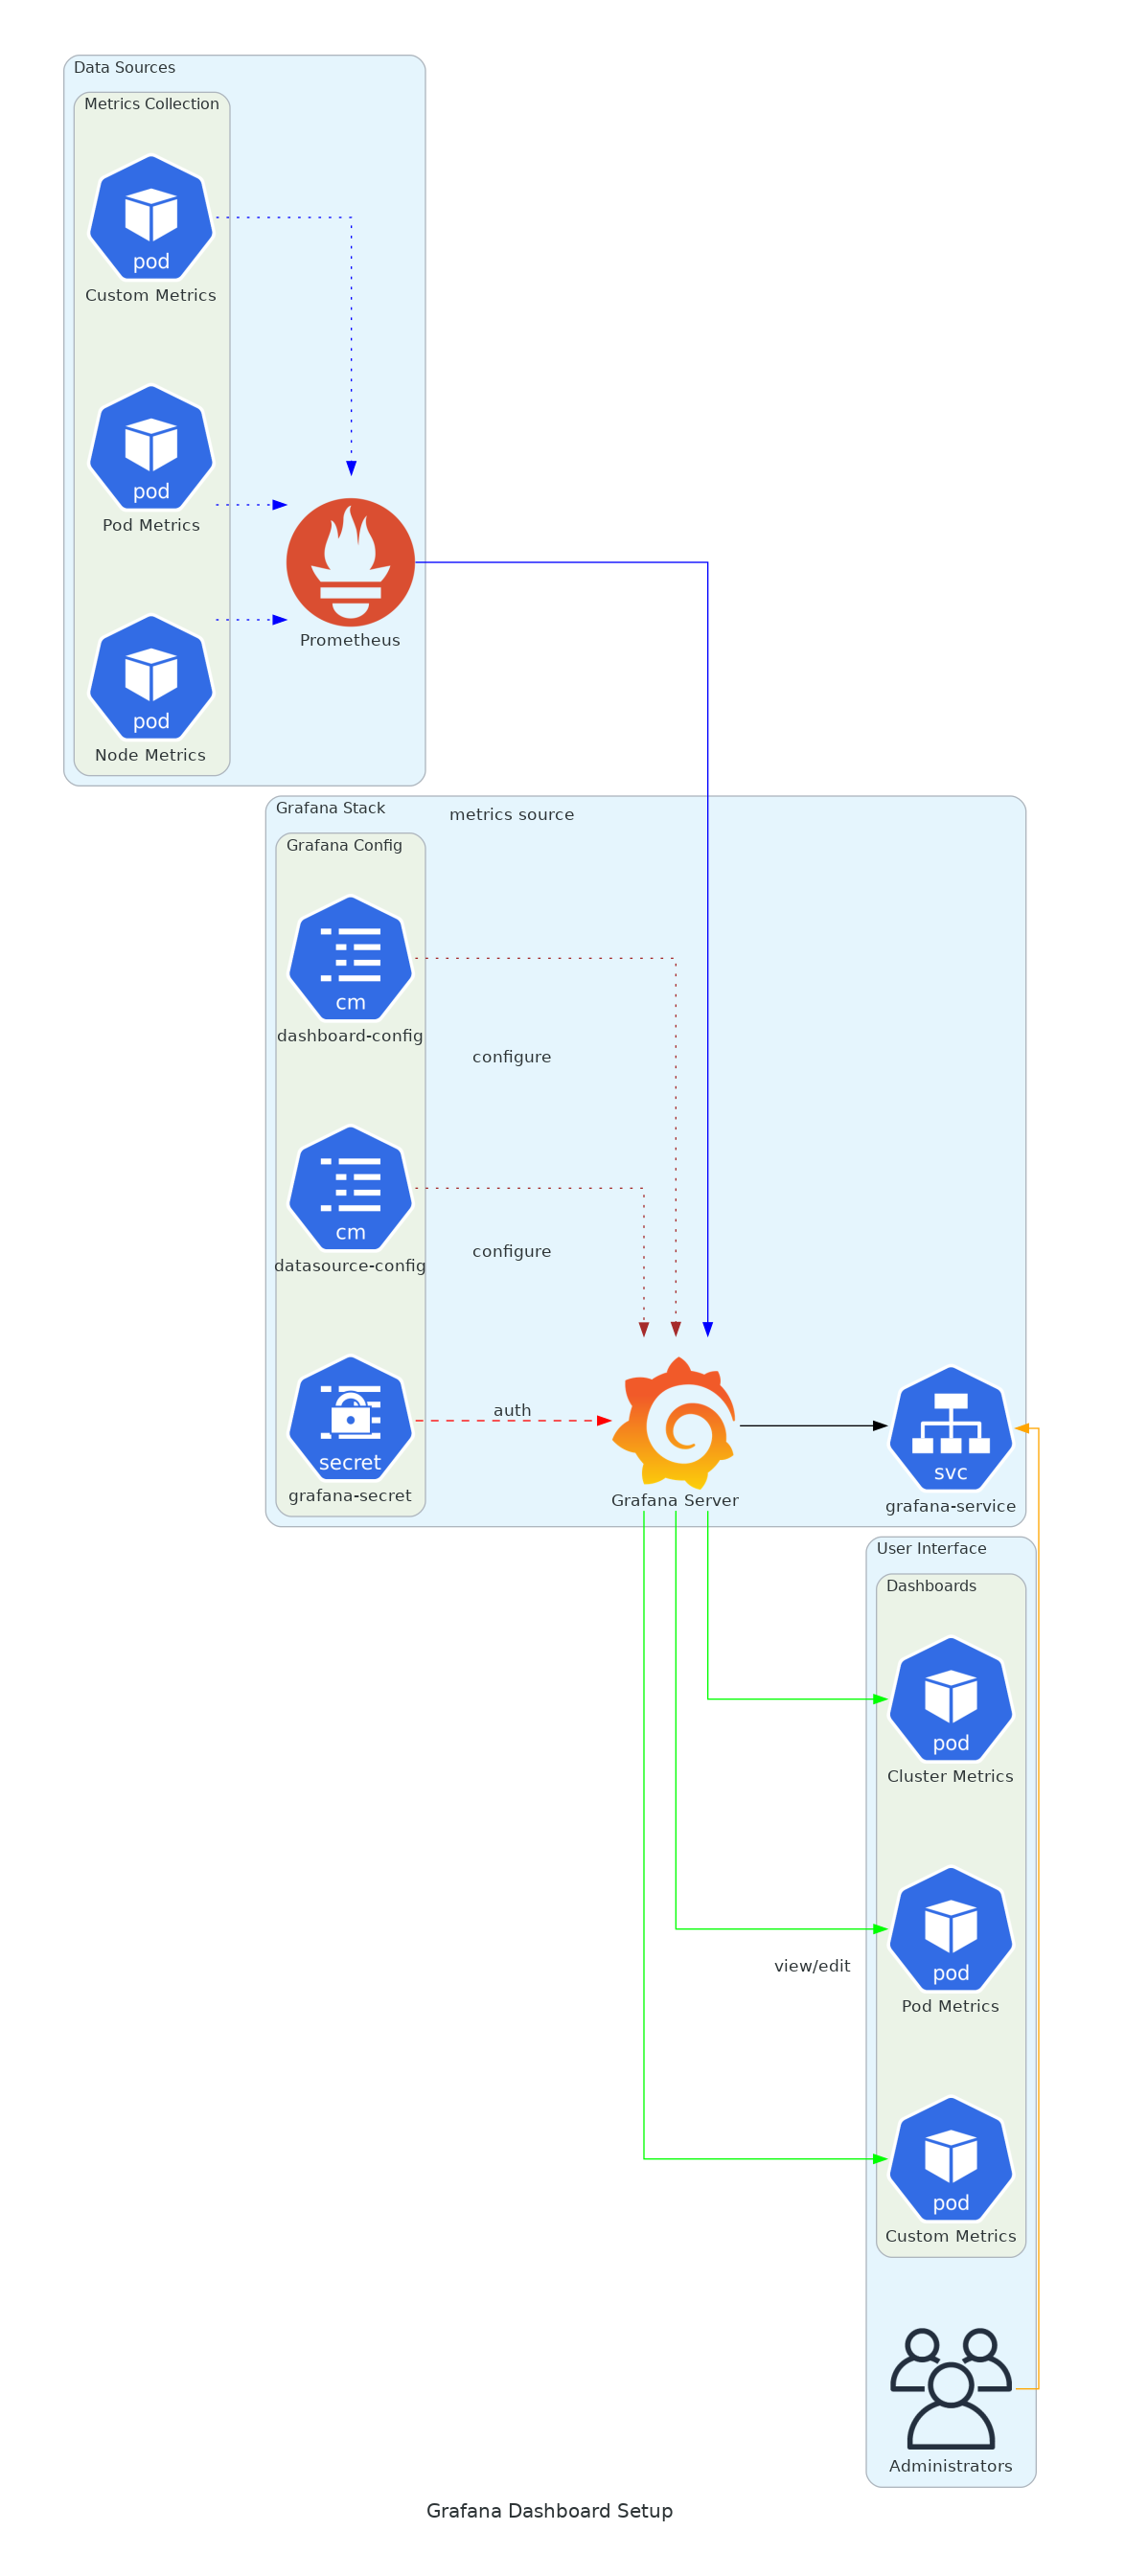 Data Sources
Metrics Collection
pod
Custom Metrics
pod
Pod Metrics
Prometheus
pod
Node Metrics
Grafana Stack
metrics source
Grafana Config
cm
dashboard-config
configure
cm
datasource-config
configure
auth
secret
grafana-secret
Grafana Server
svc
grafana-service
User Interface
Dashboards
pod
Cluster Metrics
view/edit
pod
Pod Metrics
pod
Custom Metrics
Administrators
Grafana Dashboard Setup